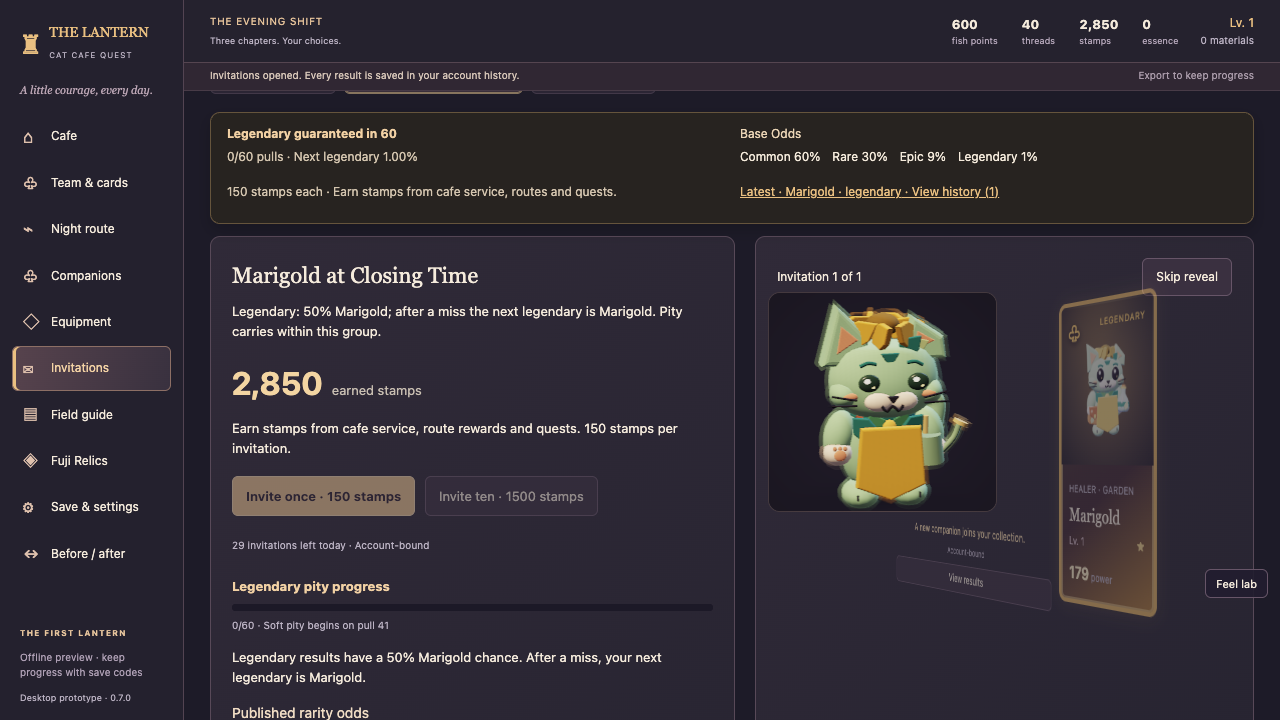 THE LANTERN
CAT CAFE QUEST
A little courage, every day.
Cafe
Team & cards
Night route
Companions
Equipment
Invitations
Field guide
Fuji Relics
Save & settings
Before / after
THE FIRST LANTERN
Offline preview · keep
progress with save codes
Desktop prototype · 0.7.0
THE EVENING SHIFT
Three chapters. Your choices.
600
fish points
40
threads
2,850
stamps
0
essence
Lv. 1
0 materials
Invitations opened. Every result is saved in your account history.
Export to keep progress
Legendary guaranteed in 60
0/60 pulls · Next legendary 1.00%
150 stamps each · Earn stamps from cafe service, routes and quests.
Base Odds
Common 60% Rare 30% Epic 9% Legendary 1%
Latest · Marigold · legendary · View history (1)
Marigold at Closing Time
Legendary: 50% Marigold; after a miss the next legendary is Marigold. Pity
carries within this group.
2,850 earned stamps
Earn stamps from cafe service, route rewards and quests. 150 stamps per
invitation.
Invite once · 150 stamps
Invite ten · 1500 stamps
29 invitations left today · Account-bound
Legendary pity progress
0/60 · Soft pity begins on pull 41
Legendary results have a 50% Marigold chance. After a miss, your next
legendary is Marigold.
Published rarity odds
Invitation 1 of 1
Skip reveal
LEGENDARY
HEALER · GARDEN
Marigold
Lv. 1
179 power
A new companion joins your collection.
Account-bound
View results
Feel lab